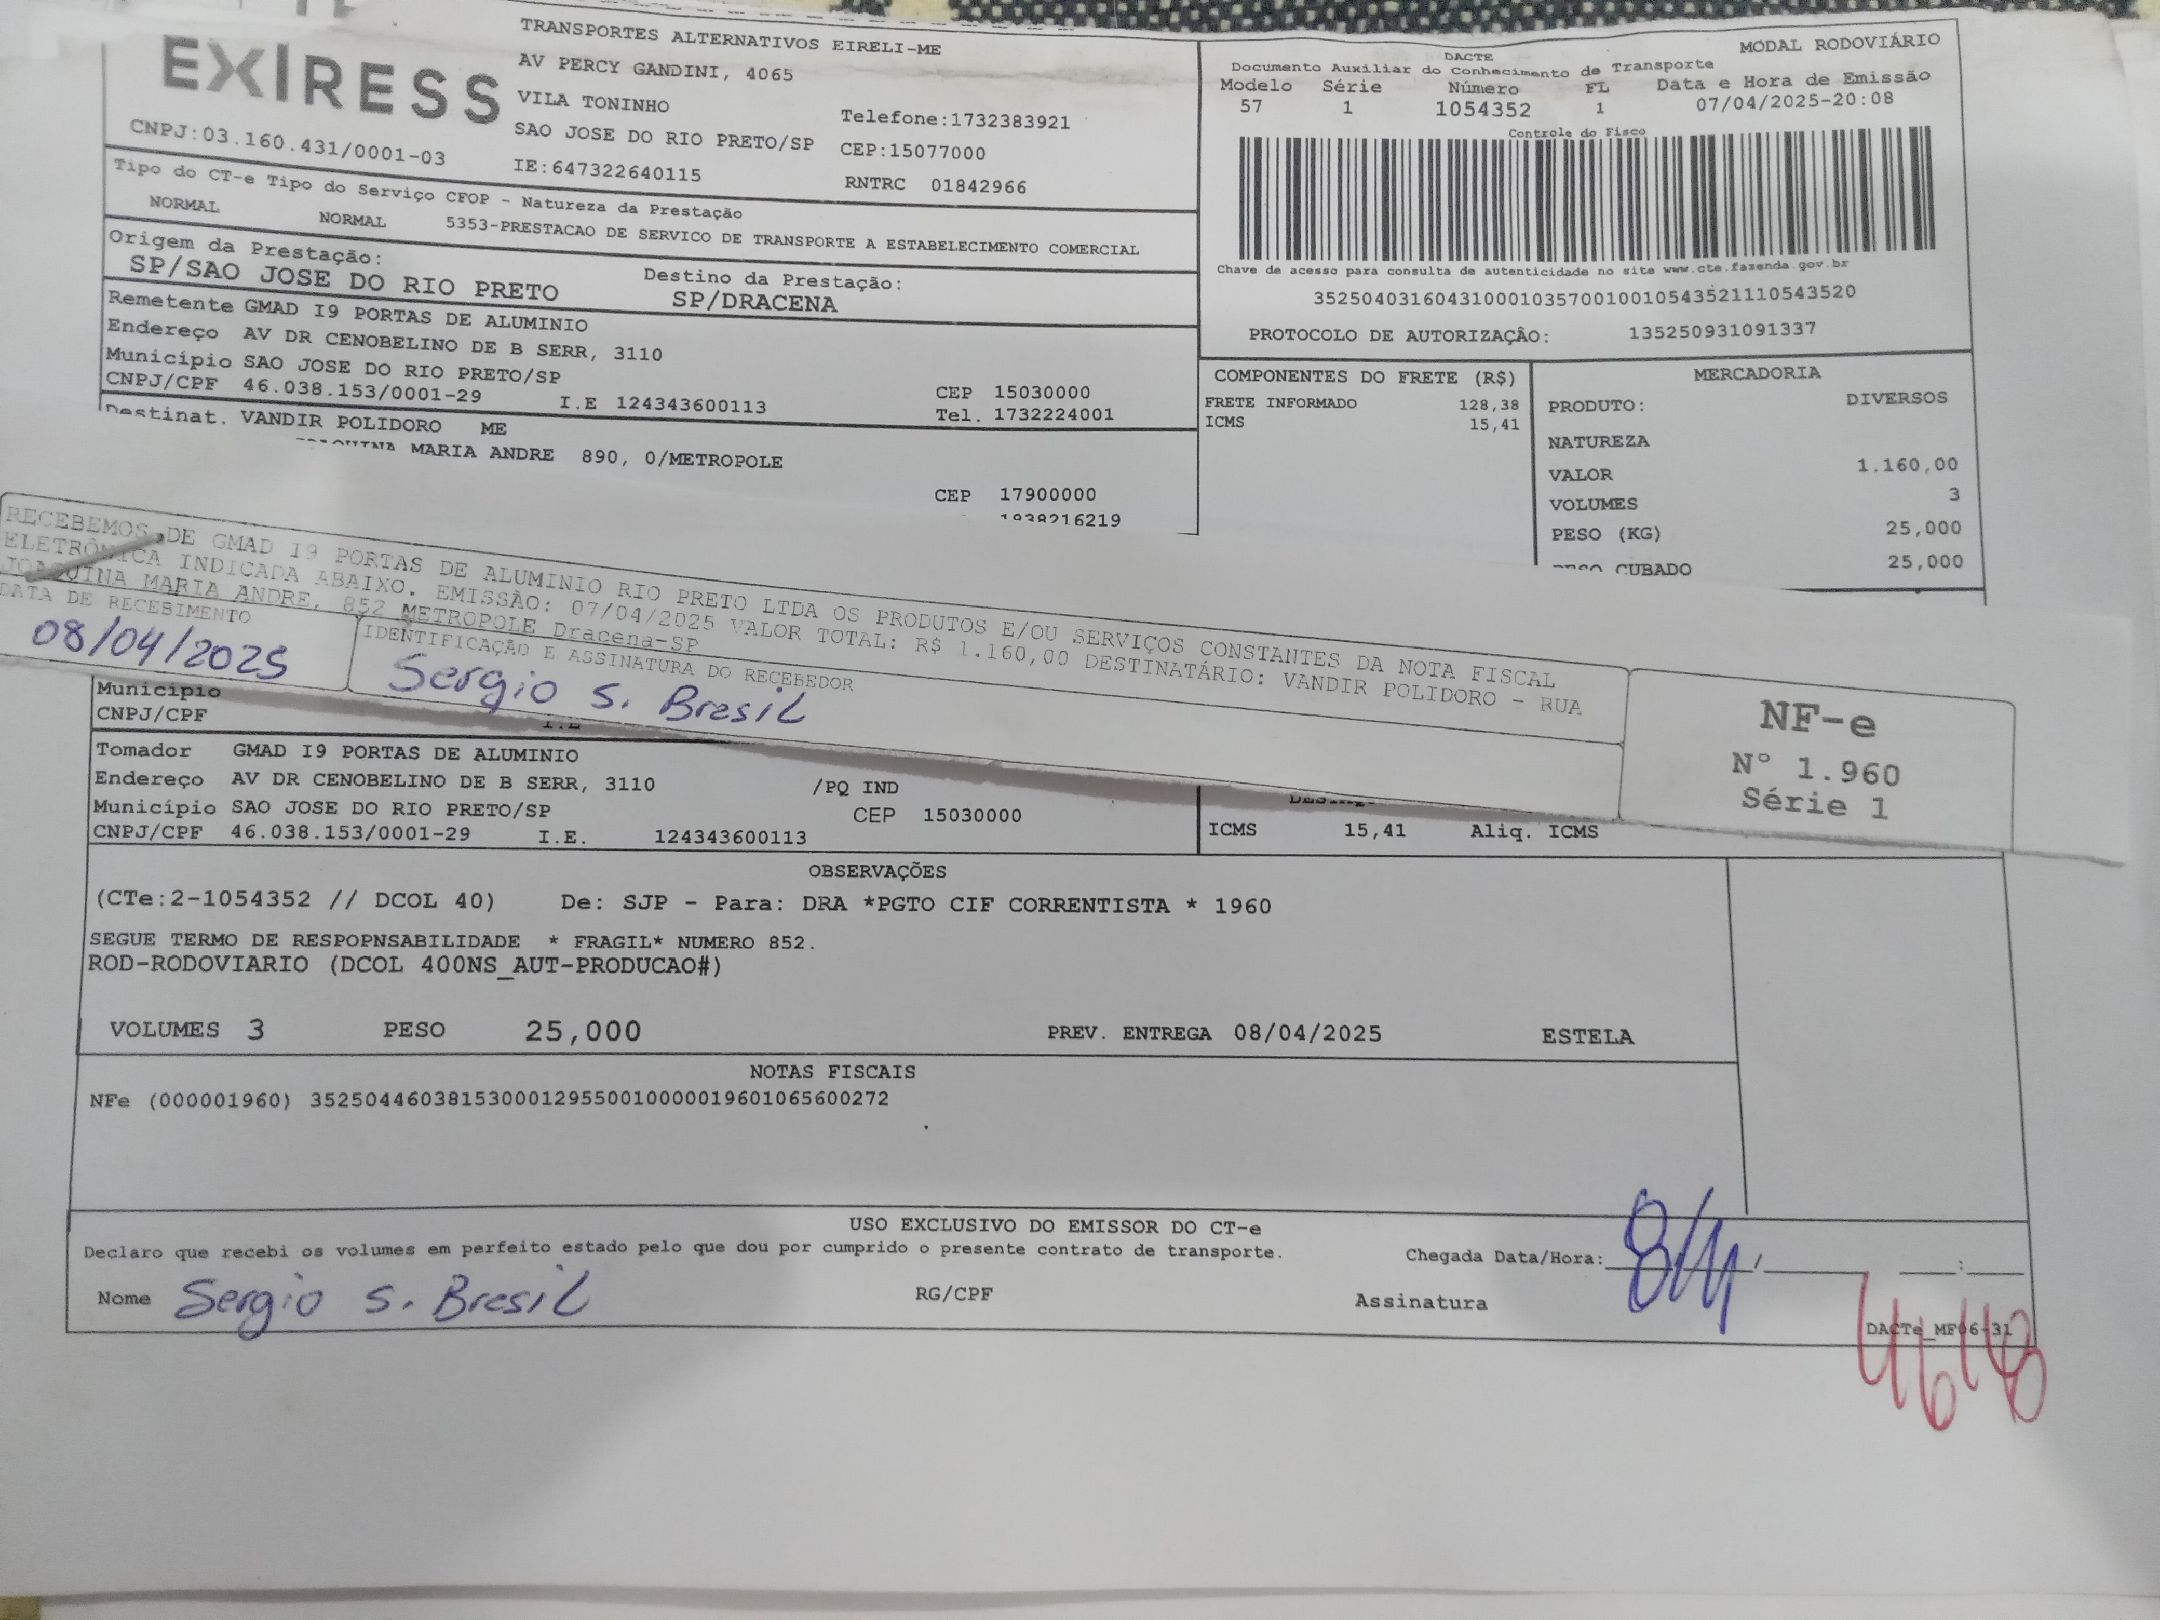 EXIRESS
TRANSPORTES ALTERNATIVOS EIRELI-ME
AV PERCY GANDINI, 4065
VILA TONINHO
Telefone:1732383921
SAO JOSE DO RIO PRETO/SP CEP:15077000
CNPJ:03.160.431/0001-03
IE:647322640115
RNTRC 01842966
DACTE
MODAL RODOVIÁRIO
Documento Auxiliar do Conhecimento de Transporte
Modelo Série Número FL Data e Hora de Emissão
57 1 1054352 1 07/04/2025-20:08
Controle do Fisco
Chave de acesso para consulta de autenticidade no site www.cte.fazenda.gov.br
35250403160431000103570010010543521110543520
PROTOCOLO DE AUTORIZAÇÃO: 135250931091337
Tipo do CT-e Tipo do Serviço CFOP - Natureza da Prestação
NORMAL NORMAL 5353-PRESTACAO DE SERVICO DE TRANSPORTE A ESTABELECIMENTO COMERCIAL
Origem da Prestação:
SP/SAO JOSE DO RIO PRETO
Destino da Prestação:
SP/DRACENA
Remetente GMAD I9 PORTAS DE ALUMINIO
Endereço AV DR CENOBELINO DE B SERR, 3110
Município SAO JOSE DO RIO PRETO/SP
CEP 15030000
CNPJ/CPF 46.038.153/0001-29 I.E 124343600113
Tel. 1732224001
Destinat. VANDIR POLIDORO ME
MARIA ANDRE 890, 0/METROPOLE
CEP 17900000
1838216219
COMPONENTES DO FRETE (R$)
FRETE INFORMADO 128,38
ICMS 15,41
MERCADORIA
PRODUTO: DIVERSOS
NATUREZA
VALOR 1.160,00
VOLUMES 3
PESO (KG) 25,000
PESO CUBADO 25,000
RECEBEMOS DE GMAD I9 PORTAS DE ALUMINIO RIO PRETO LTDA OS PRODUTOS E/OU SERVIÇOS CONSTANTES DA NOTA FISCAL
ELETRÔNICA INDICADA ABAIXO. EMISSÃO: 07/04/2025 VALOR TOTAL: R$ 1.160,00 DESTINATÁRIO: VANDIR POLIDORO - RUA
JOAQUINA MARIA ANDRE, 852 METROPOLE Dracena-SP
DATA DE RECEBIMENTO
08/04/2025
IDENTIFICAÇÃO E ASSINATURA DO RECEBEDOR
Sergio S. Bresil
NF-e
Nº 1.960
Série 1
Município
CNPJ/CPF
I.E
Tomador GMAD I9 PORTAS DE ALUMINIO
Endereço AV DR CENOBELINO DE B SERR, 3110 /PQ IND
Município SAO JOSE DO RIO PRETO/SP CEP 15030000
CNPJ/CPF 46.038.153/0001-29 I.E. 124343600113
ICMS 15,41 Aliq. ICMS
OBSERVAÇÕES
(CTe:2-1054352 // DCOL 40) De: SJP - Para: DRA *PGTO CIF CORRENTISTA * 1960
SEGUE TERMO DE RESPOPNSABILIDADE * FRAGIL* NUMERO 852.
ROD-RODOVIARIO (DCOL 400NS_AUT-PRODUCAO#)
VOLUMES 3 PESO 25,000 PREV. ENTREGA 08/04/2025 ESTELA
NOTAS FISCAIS
NFe (000001960) 35250446038153000129550010000019601065600272
USO EXCLUSIVO DO EMISSOR DO CT-e
Declaro que recebi os volumes em perfeito estado pelo que dou por cumprido o presente contrato de transporte.
Chegada Data/Hora: 8/4 / :
Nome Sergio S. Bresil RG/CPF Assinatura
DACTe_MF06-31